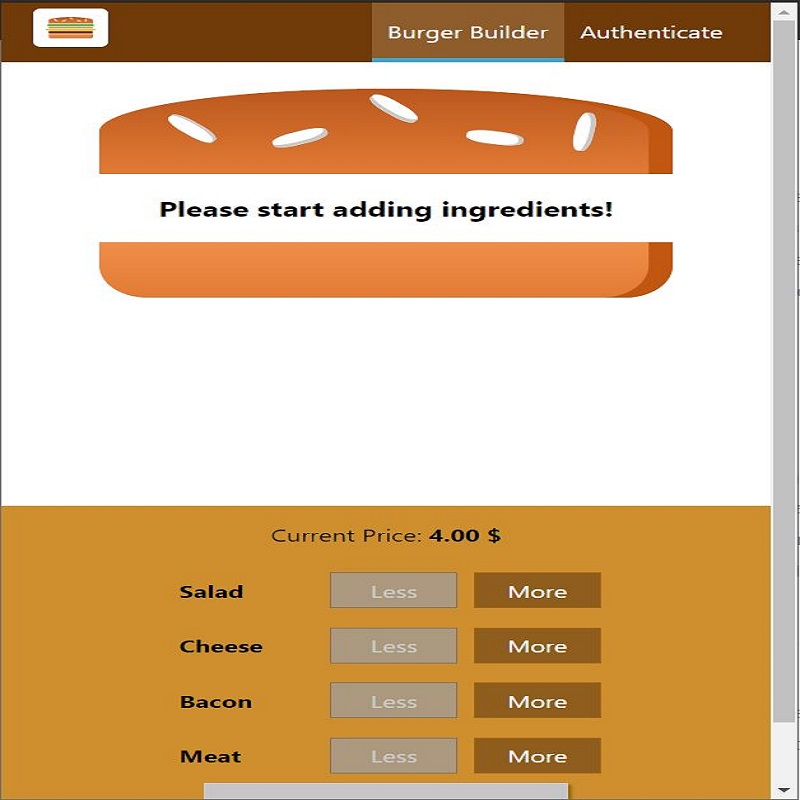 Burger Builder Authenticate
Please start adding ingredients!
Current Price: 4.00 $
Salad Less More
Cheese Less More
Bacon Less More
Meat Less More